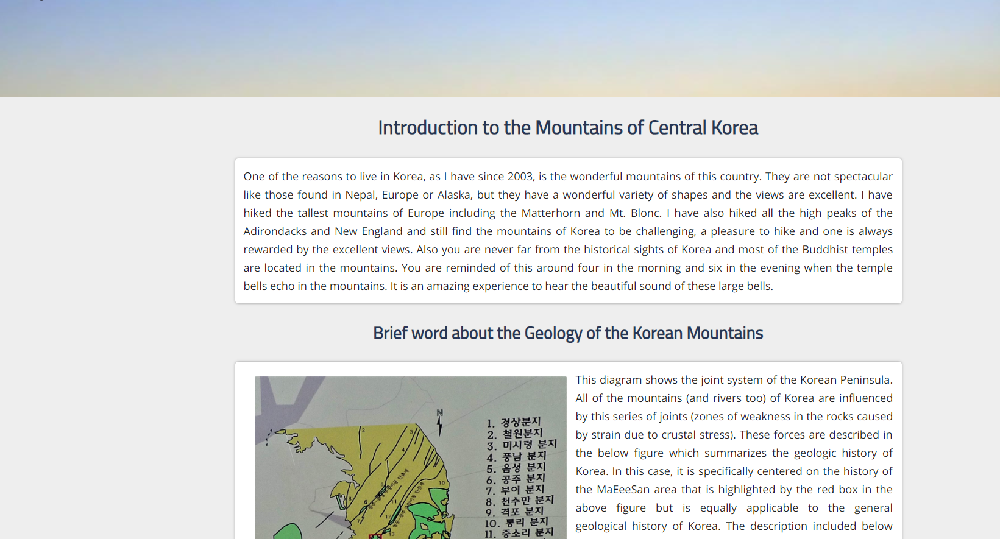 Introduction to the Mountains of Central Korea
One of the reasons to live in Korea, as I have since 2003, is the wonderful mountains of this country. They are not spectacular
like those found in Nepal, Europe or Alaska, but they have a wonderful variety of shapes and the views are excellent. I have
hiked the tallest mountains of Europe including the Matterhorn and Mt. Blonc. I have also hiked all the high peaks of the
Adirondacks and New England and still find the mountains of Korea to be challenging, a pleasure to hike and one is always
rewarded by the excellent views. Also you are never far from the historical sights of Korea and most of the Buddhist temples
are located in the mountains. You are reminded of this around four in the morning and six in the evening when the temple
bells echo in the mountains. It is an amazing experience to hear the beautiful sound of these large bells.
Brief word about the Geology of the Korean Mountains
N
1. 경상분지
2. 철원분지
3. 미시령 분지
4. 풍남 분지
5. 음성 분지
6. 공주 분지
7. 부여 분지
8. 천수만 분지
9. 격포 분지
10. 통리 분지
11. 중소리 분지
2
3
4
5
10
8
6
11
7
12
13
This diagram shows the joint system of the Korean Peninsula.
All of the mountains (and rivers too) of Korea are influenced
by this series of joints (zones of weakness in the rocks caused
by strain due to crustal stress). These forces are described in
the below figure which summarizes the geologic history of
Korea. In this case, it is specifically centered on the history of
the MaEeeSan area that is highlighted by the red box in the
above figure but is equally applicable to the general
geological history of Korea. The description included below